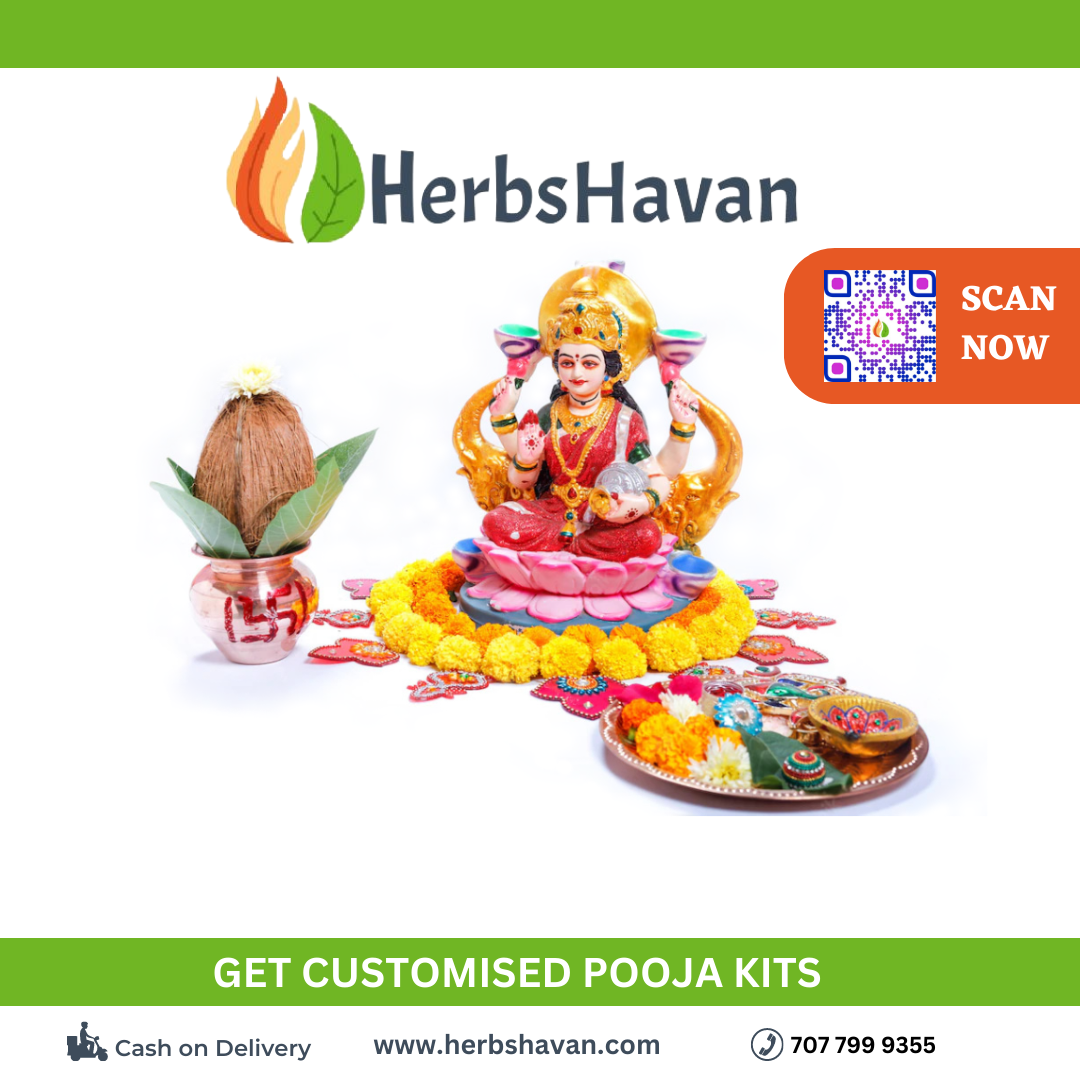 HerbsHavan
SCAN
NOW
GET CUSTOMISED POOJA KITS
Cash on Delivery
www.herbshavan.com
707 799 9355